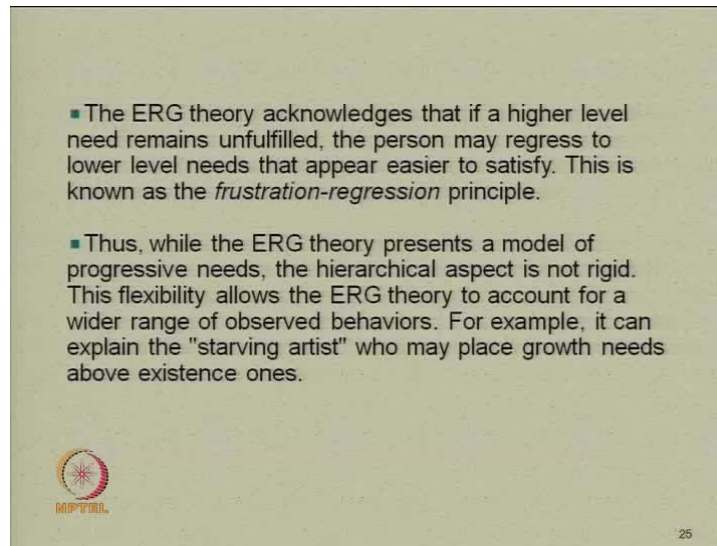 ▪The ERG theory acknowledges that if a higher level
need remains unfulfilled, the person may regress to
lower level needs that appear easier to satisfy. This is
known as the frustration-regression principle.
▪Thus, while the ERG theory presents a model of
progressive needs, the hierarchical aspect is not rigid.
This flexibility allows the ERG theory to account for a
wider range of observed behaviors. For example, it can
explain the "starving artist" who may place growth needs
above existence ones.
NPTEL
25